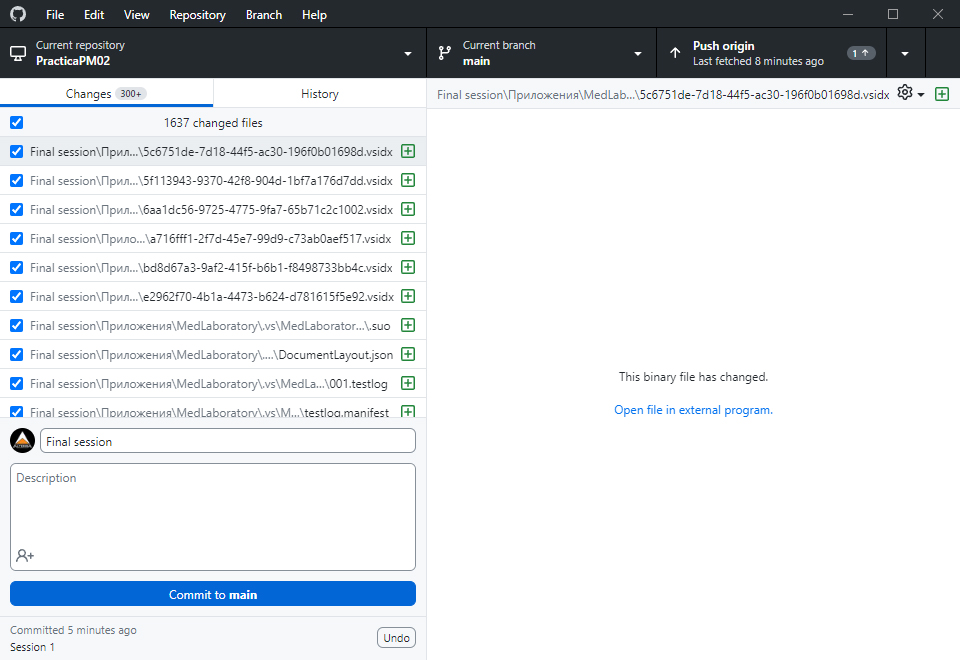 File Edit View Repository Branch Help
Current repository
PracticaPM02
Current branch
main
Push origin
Last fetched 8 minutes ago
1
Changes 300+
History
1637 changed files
Final session\Приложения\MedLab...\5c6751de-7d18-44f5-ac30-196f0b01698d.vsidx
Final session\Прил...\5c6751de-7d18-44f5-ac30-196f0b01698d.vsidx
Final session\Прил...\5f113943-9370-42f8-904d-1bf7a176d7dd.vsidx
Final session\Прил...\6aa1dc56-9725-4775-9fa7-65b71c2c1002.vsidx
Final session\Прило...\a716fff1-2f7d-45e7-99d9-c73ab0aef517.vsidx
Final session\Прил...\bd8d67a3-9af2-415f-b6b1-f8498733bb4c.vsidx
Final session\Прил...\e2962f70-4b1a-4473-b624-d781615f5e92.vsidx
Final session\Приложения\MedLaboratory\.vs\MedLaborator...\.suo
Final session\Приложения\MedLaboratory\....\DocumentLayout.json
Final session\Приложения\MedLaboratory\.vs\MedLa...\001.testlog
Final session\Приложения\MedLaboratory\.vs\M...\testlog.manifest
Final session
Description
Commit to main
Committed 5 minutes ago
Session 1
Undo
This binary file has changed.
Open file in external program.